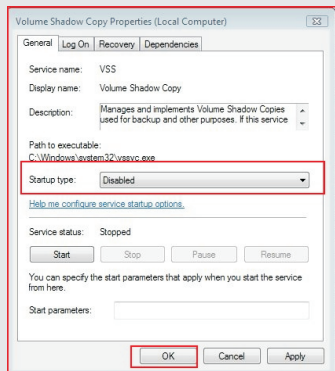 Volume Shadow Copy Properties (Local Computer)
General Log On Recovery Dependencies
Service name: VSS
Display name: Volume Shadow Copy
Description: Manages and implements Volume Shadow Copies
used for backup and other purposes. If this service
Path to executable:
C:\Windows\system32\vssvc.exe
Startup type: Disabled
Help me configure service startup options.
Service status: Stopped
Start Stop Pause Resume
You can specify the start parameters that apply when you start the service
from here.
Start parameters:
OK Cancel Apply